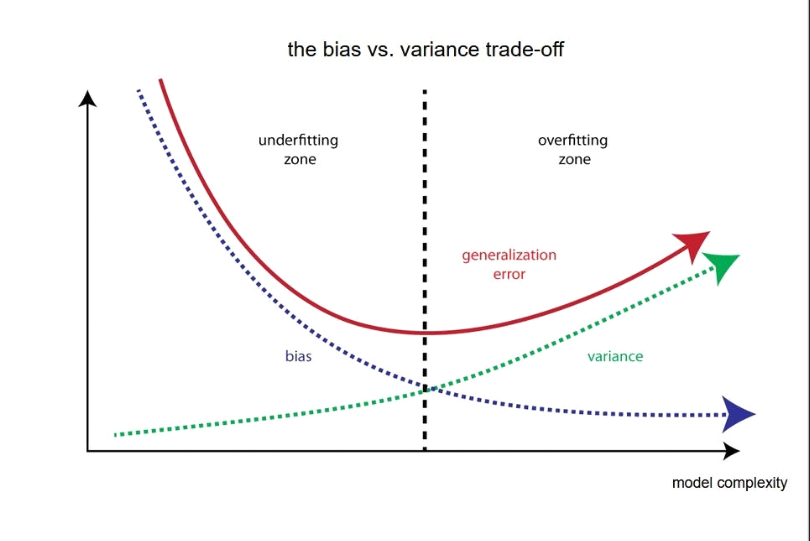 the bias vs. variance trade-off
underfitting
zone
overfitting
zone
generalization
error
bias
variance
model complexity